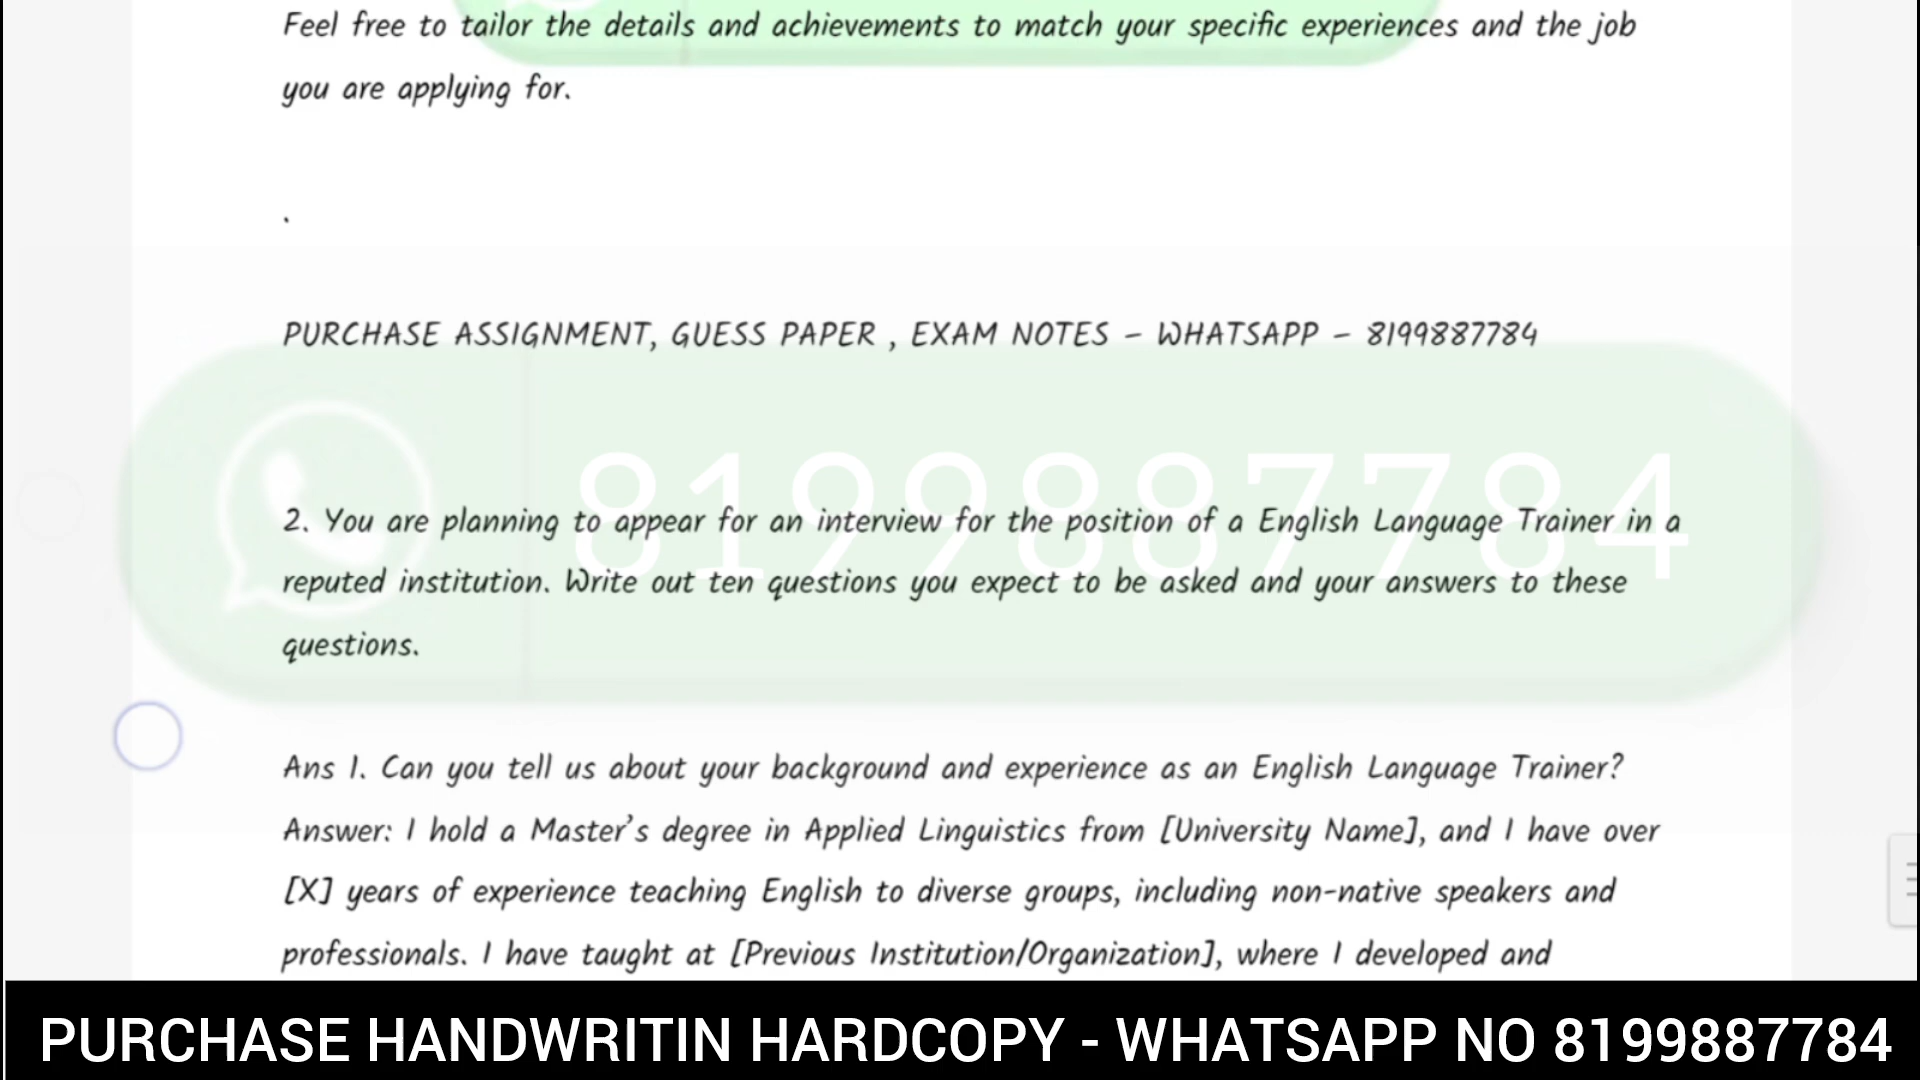 Feel free to tailor the details and achievements to match your specific experiences and the job
you are applying for.
.
PURCHASE ASSIGNMENT, GUESS PAPER , EXAM NOTES – WHATSAPP – 8199887784
8199887784
2. You are planning to appear for an interview for the position of a English Language Trainer in a
reputed institution. Write out ten questions you expect to be asked and your answers to these
questions.
Ans 1. Can you tell us about your background and experience as an English Language Trainer?
Answer: I hold a Master’s degree in Applied Linguistics from [University Name], and I have over
[X] years of experience teaching English to diverse groups, including non-native speakers and
professionals. I have taught at [Previous Institution/Organization], where I developed and
PURCHASE HANDWRITIN HARDCOPY - WHATSAPP NO 8199887784